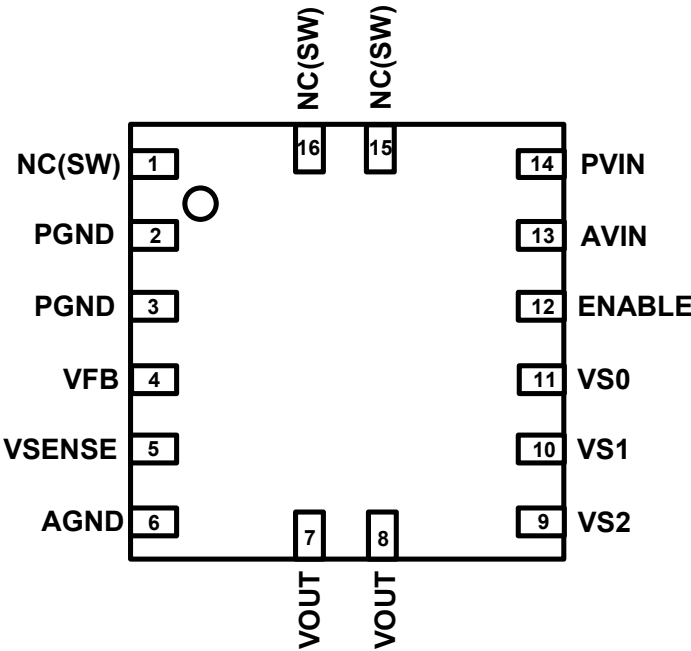 NC(SW) NC(SW)
16 15
NC(SW) 1 14 PVIN
PGND 2 13 AVIN
PGND 3 12 ENABLE
VFB 4 11 VS0
VSENSE 5 10 VS1
AGND 6 9 VS2
7 8
VOUT VOUT